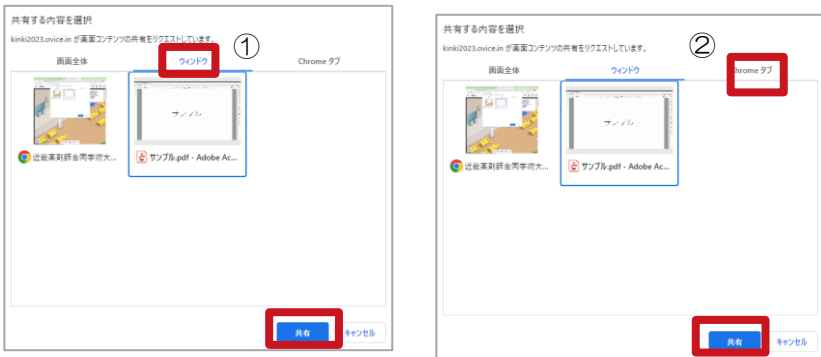 共有する内容を選択
kinki2023.ovice.in が画面コンテンツの共有をリクエストしています。
①
画面全体 ウィンドウ Chrome タブ
サンプル
近畿薬剤師合同学術大... サンプル.pdf - Adobe Ac...
共有 キャンセル
共有する内容を選択
kinki2023.ovice.in が画面コンテンツの共有をリクエストしています。
②
画面全体 ウィンドウ hrome タブ
サンプル
近畿薬剤師合同学術大... サンプル.pdf - Adobe Ac...
共有 キャンセル